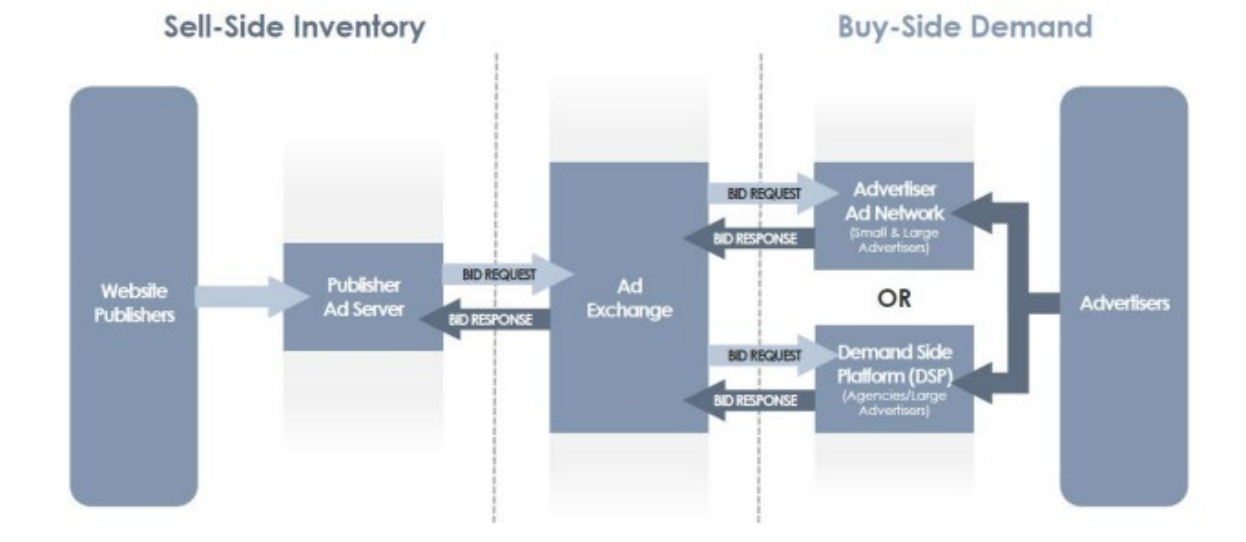 Sell-Side Inventory
Buy-Side Demand
Website
Publishers
Publisher
Ad Server
BID REQUEST
BID RESPONSE
Ad
Exchange
BID REQUEST
BID RESPONSE
Advertiser
Ad Network
(Small & Large
Advertisers)
OR
BID REQUEST
BID RESPONSE
Demand Side
Platform (DSP)
(Agencies/Large
Advertisers)
Advertisers